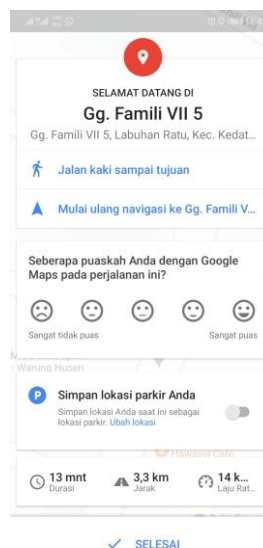 SELAMAT DATANG DI
Gg. Famili VII 5
Gg. Famili VII 5, Labuhan Ratu, Kec. Kedat...
Jalan kaki sampai tujuan
Mulai ulang navigasi ke Gg. Famili V...
Seberapa puaskah Anda dengan Google
Maps pada perjalanan ini?
Sangat tidak puas
Sangat puas
Warung Husen
P
Simpan lokasi parkir Anda
Simpan lokasi Anda saat ini sebagai
lokasi parkir. Ubah lokasi
Hawasvi Cafe
13 mnt
Durasi
3,3 km
Jarak
14 k...
Laju Rat...
SELESAI